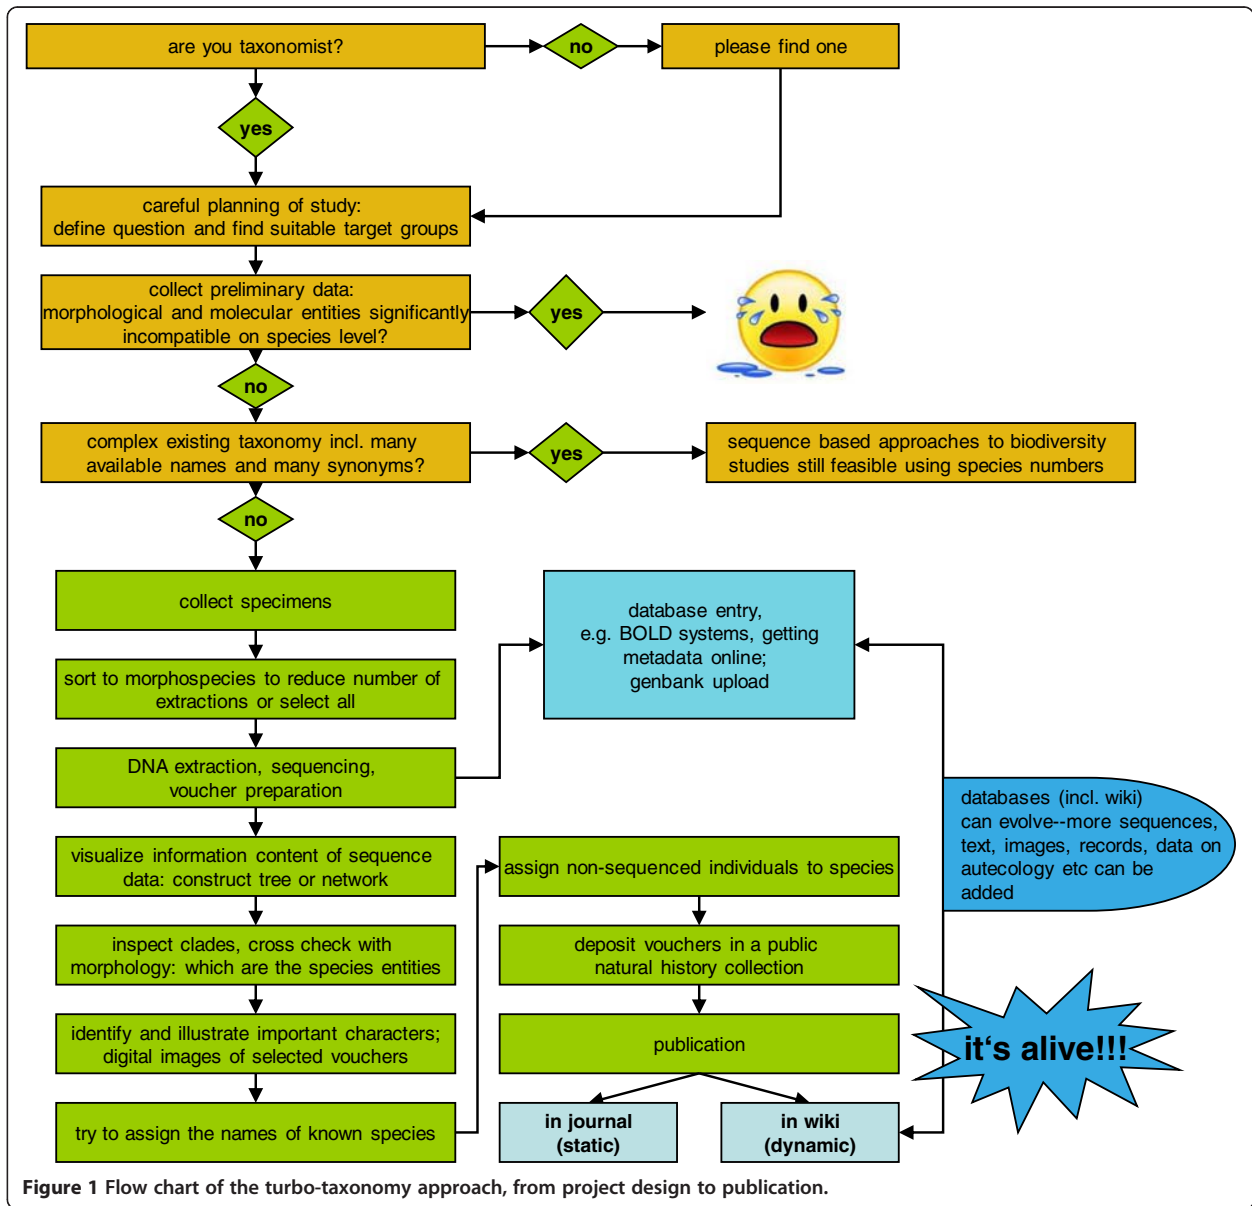 are you taxonomist?
no
please find one
yes
careful planning of study:
define question and find suitable target groups
collect preliminary data:
morphological and molecular entities significantly
incompatible on species level?
yes
no
complex existing taxonomy incl. many
available names and many synonyms?
yes
sequence based approaches to biodiversity
studies still feasible using species numbers
no
collect specimens
sort to morphospecies to reduce number of
extractions or select all
DNA extraction, sequencing,
voucher preparation
visualize information content of sequence
data: construct tree or network
inspect clades, cross check with
morphology: which are the species entities
identify and illustrate important characters;
digital images of selected vouchers
try to assign the names of known species
database entry,
e.g. BOLD systems, getting
metadata online;
genbank upload
assign non-sequenced individuals to species
deposit vouchers in a public
natural history collection
publication
in journal
(static)
in wiki
(dynamic)
databases (incl. wiki)
can evolve--more sequences,
text, images, records, data on
autecology etc can be
added
it‘s alive!!!
Figure 1 Flow chart of the turbo-taxonomy approach, from project design to publication.